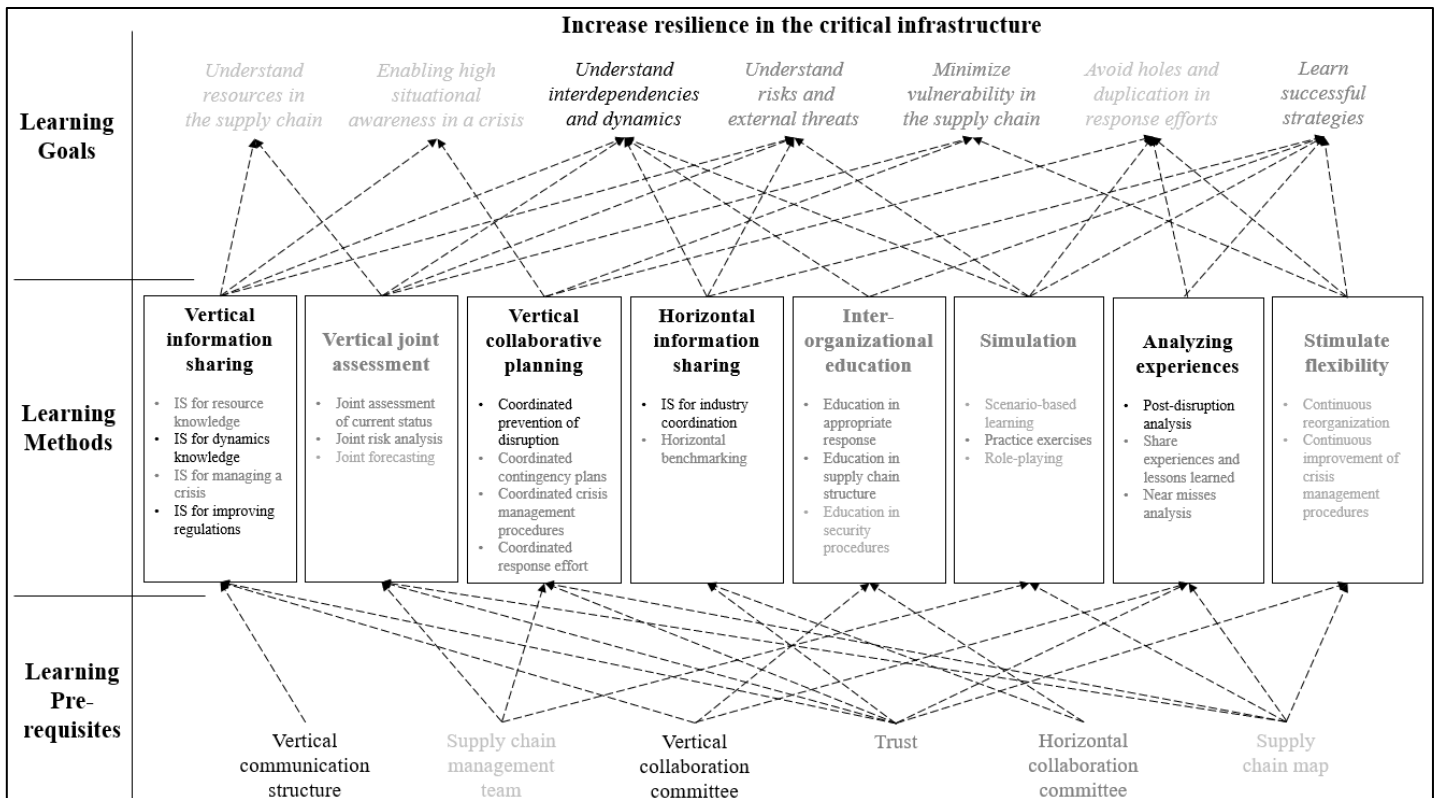 Increase resilience in the critical infrastructure
Learning
Goals
Understand
resources in
the supply chain
Enabling high
situational
awareness in a crisis
Understand
interdependencies
and dynamics
Understand
risks and
external threats
Minimize
vulnerability in
the supply chain
Avoid holes and
duplication in
response efforts
Learn
successful
strategies
Learning
Methods
Vertical
information
sharing
• IS for resource
knowledge
• IS for dynamics
knowledge
• IS for managing a
crisis
• IS for improving
regulations
Vertical joint
assessment
• Joint assessment
of current status
• Joint risk analysis
• Joint forecasting
Vertical
collaborative
planning
• Coordinated
prevention of
disruption
• Coordinated
contingency plans
• Coordinated crisis
management
procedures
• Coordinated
response effort
Horizontal
information
sharing
• IS for industry
coordination
• Horizontal
benchmarking
Inter-
organizational
education
• Education in
appropriate
response
• Education in
supply chain
structure
• Education in
security
procedures
Simulation
• Scenario-based
learning
• Practice exercises
• Role-playing
Analyzing
experiences
• Post-disruption
analysis
• Share
experiences and
lessons learned
• Near misses
analysis
Stimulate
flexibility
• Continuous
reorganization
• Continuous
improvement of
crisis
management
procedures
Learning
Pre-
requisites
Vertical
communication
structure
Supply chain
management
team
Vertical
collaboration
committee
Trust
Horizontal
collaboration
committee
Supply
chain map